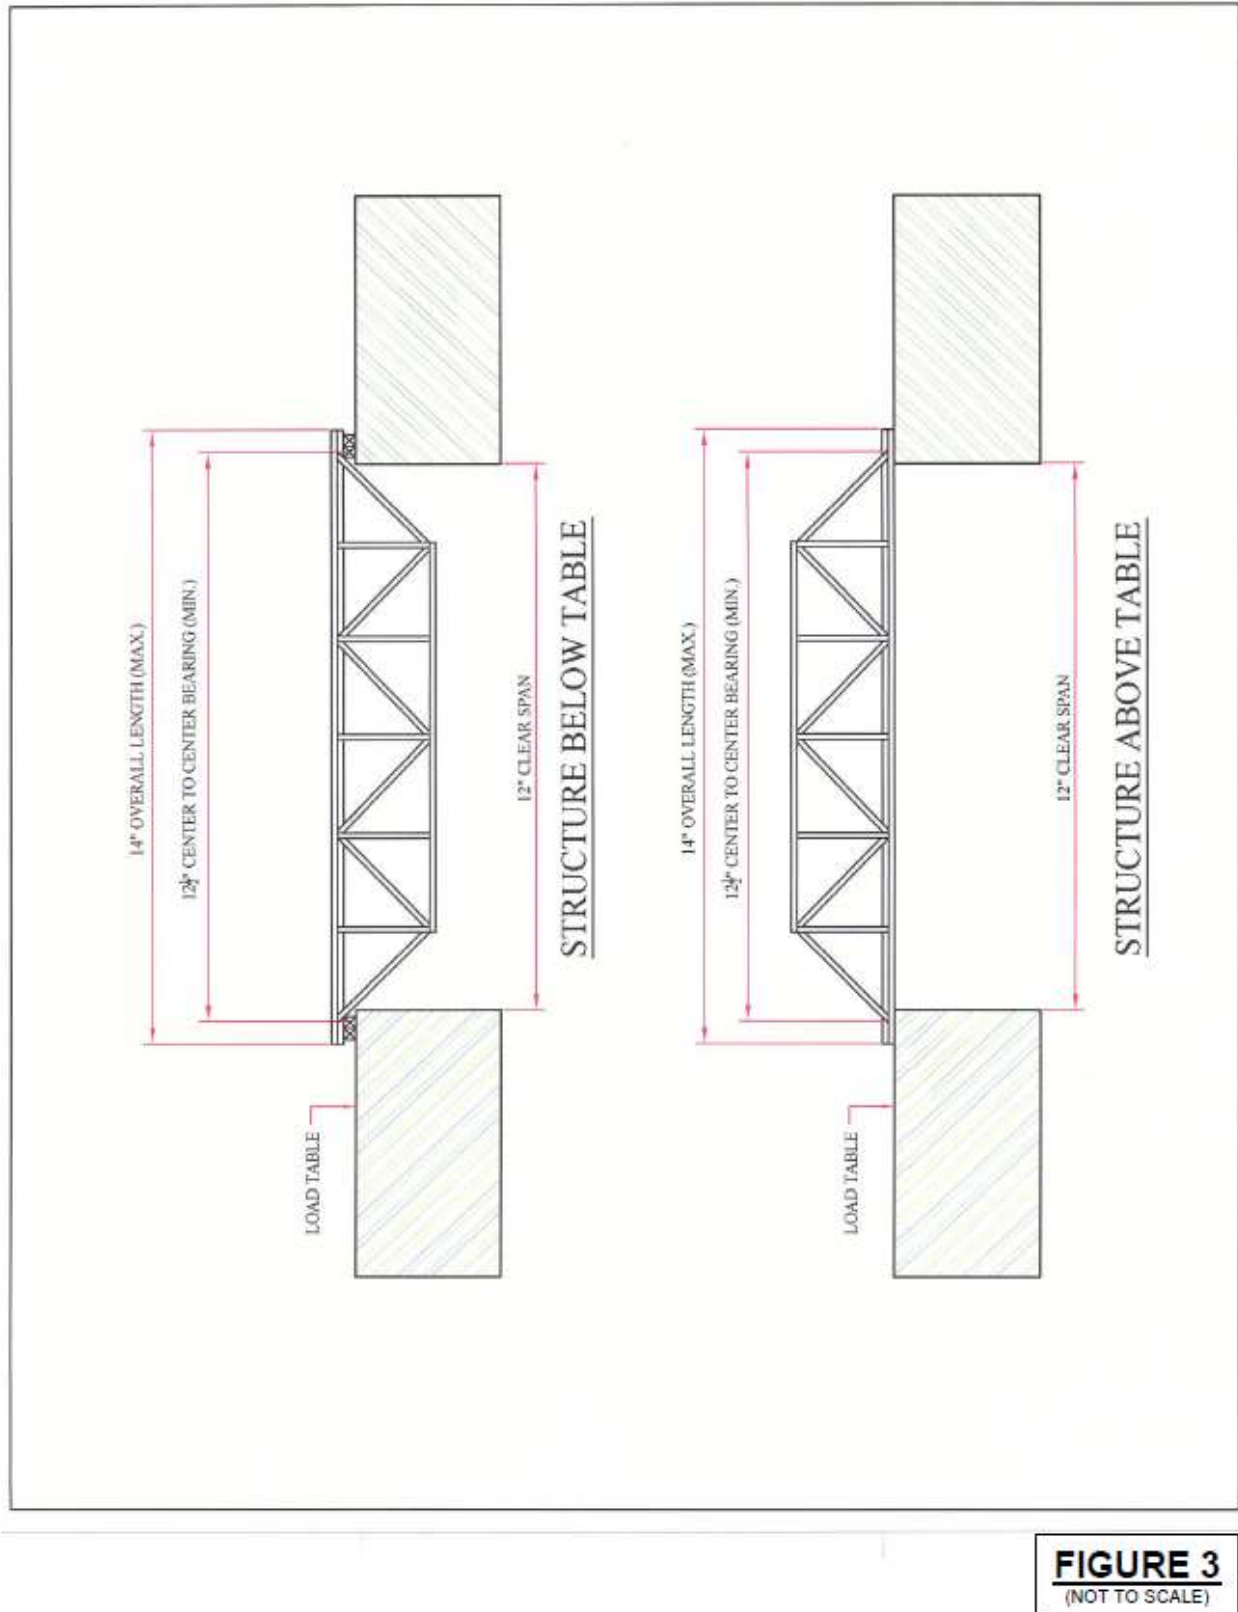 14" OVERALL LENGTH (MAX.)
12½" CENTER TO CENTER BEARING (MIN.)
LOAD TABLE
12" CLEAR SPAN
STRUCTURE BELOW TABLE
14" OVERALL LENGTH (MAX.)
12½" CENTER TO CENTER BEARING (MIN.)
LOAD TABLE
12" CLEAR SPAN
STRUCTURE ABOVE TABLE
FIGURE 3
(NOT TO SCALE)